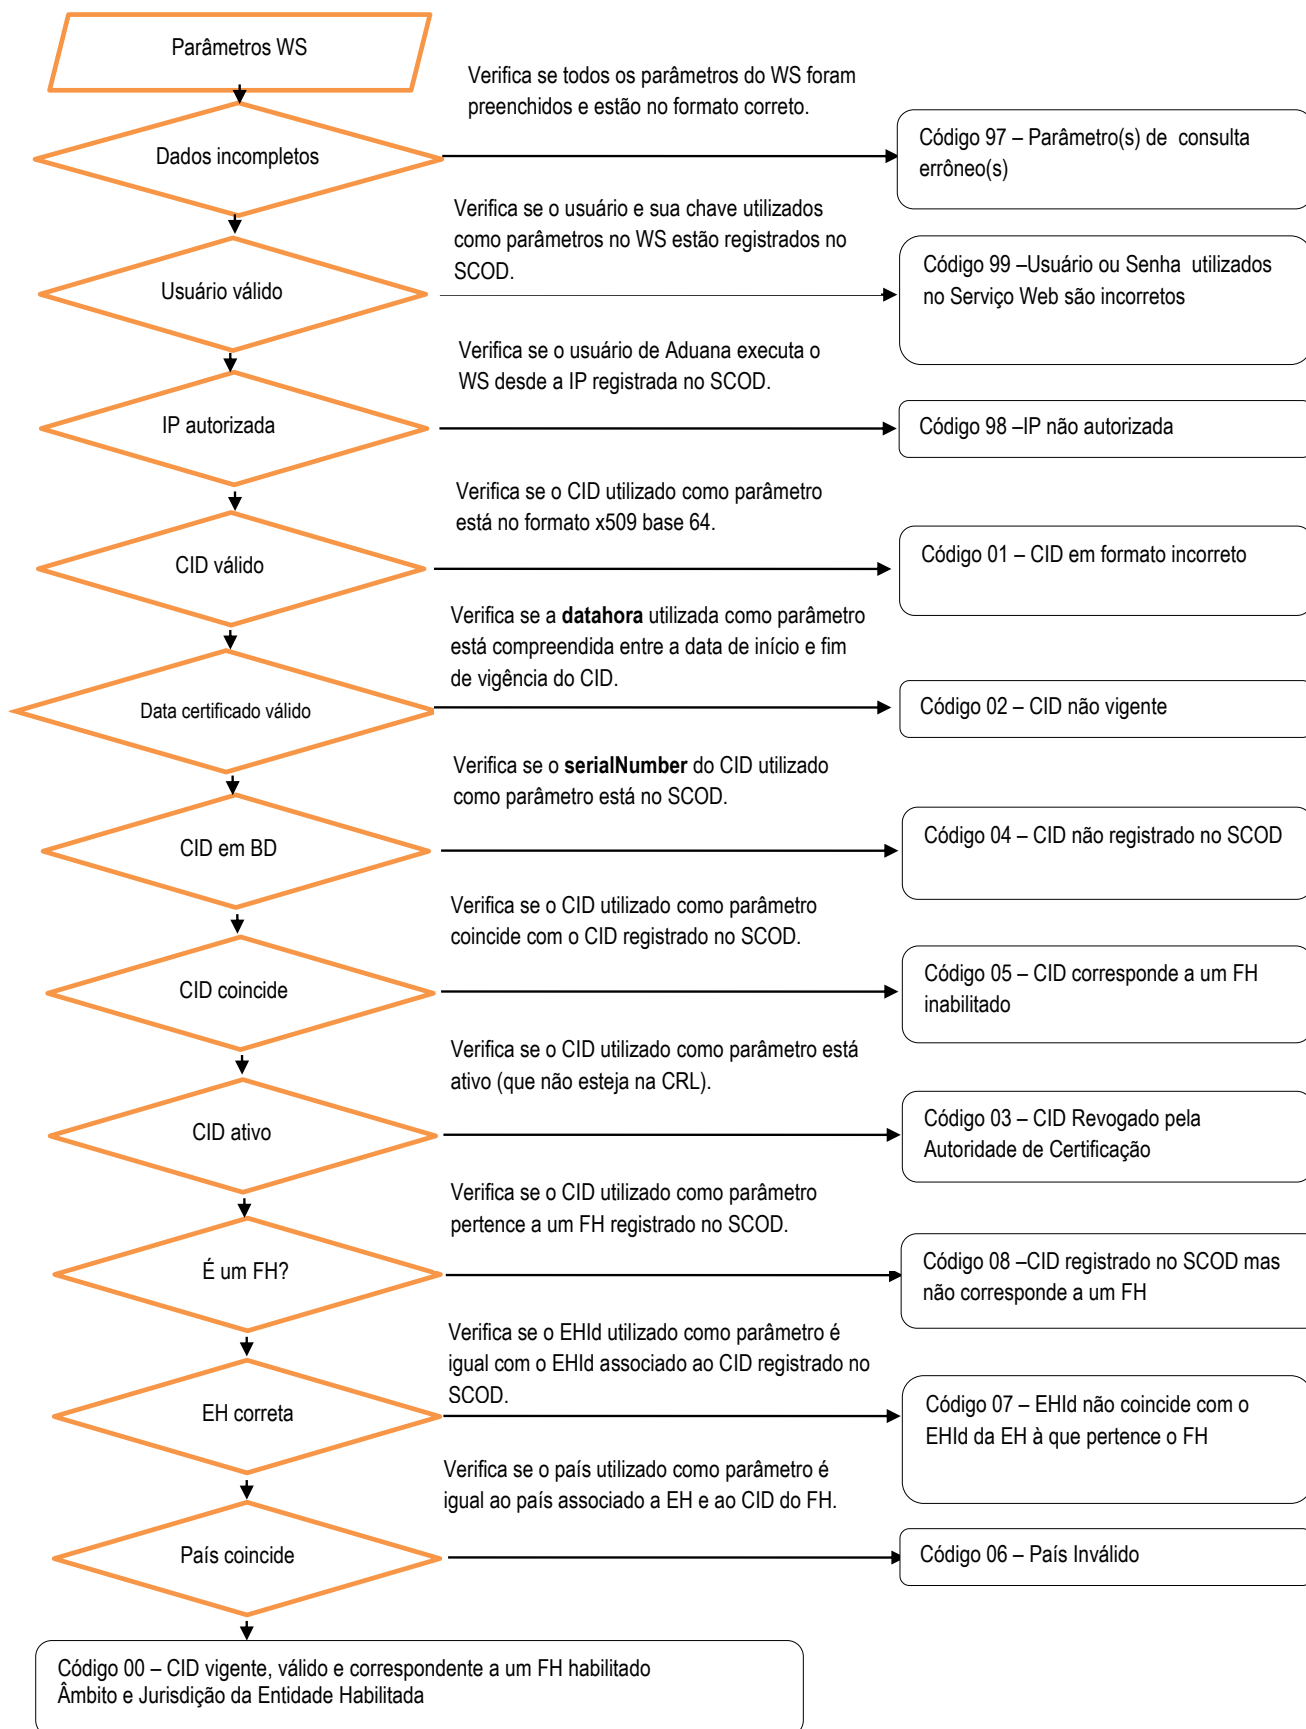 Parâmetros WS
Verifica se todos os parâmetros do WS foram
preenchidos e estão no formato correto.
Dados incompletos
Código 97 – Parâmetro(s) de consulta
errôneo(s)
Verifica se o usuário e sua chave utilizados
como parâmetros no WS estão registrados no
SCOD.
Usuário válido
Código 99 –Usuário ou Senha utilizados
no Serviço Web são incorretos
Verifica se o usuário de Aduana executa o
WS desde a IP registrada no SCOD.
IP autorizada
Código 98 –IP não autorizada
Verifica se o CID utilizado como parâmetro
está no formato x509 base 64.
CID válido
Código 01 – CID em formato incorreto
Verifica se a datahora utilizada como parâmetro
está compreendida entre a data de início e fim
de vigência do CID.
Data certificado válido
Código 02 – CID não vigente
Verifica se o serialNumber do CID utilizado
como parâmetro está no SCOD.
CID em BD
Código 04 – CID não registrado no SCOD
Verifica se o CID utilizado como parâmetro
coincide com o CID registrado no SCOD.
CID coincide
Código 05 – CID corresponde a um FH
inabilitado
Verifica se o CID utilizado como parâmetro está
ativo (que não esteja na CRL).
CID ativo
Código 03 – CID Revogado pela
Autoridade de Certificação
Verifica se o CID utilizado como parâmetro
pertence a um FH registrado no SCOD.
É um FH?
Código 08 –CID registrado no SCOD mas
não corresponde a um FH
Verifica se o EHId utilizado como parâmetro é
igual com o EHId associado ao CID registrado no
SCOD.
EH correta
Código 07 – EHId não coincide com o
EHId da EH à que pertence o FH
Verifica se o país utilizado como parâmetro é
igual ao país associado a EH e ao CID do FH.
País coincide
Código 06 – País Inválido
Código 00 – CID vigente, válido e correspondente a um FH habilitado
Âmbito e Jurisdição da Entidade Habilitada